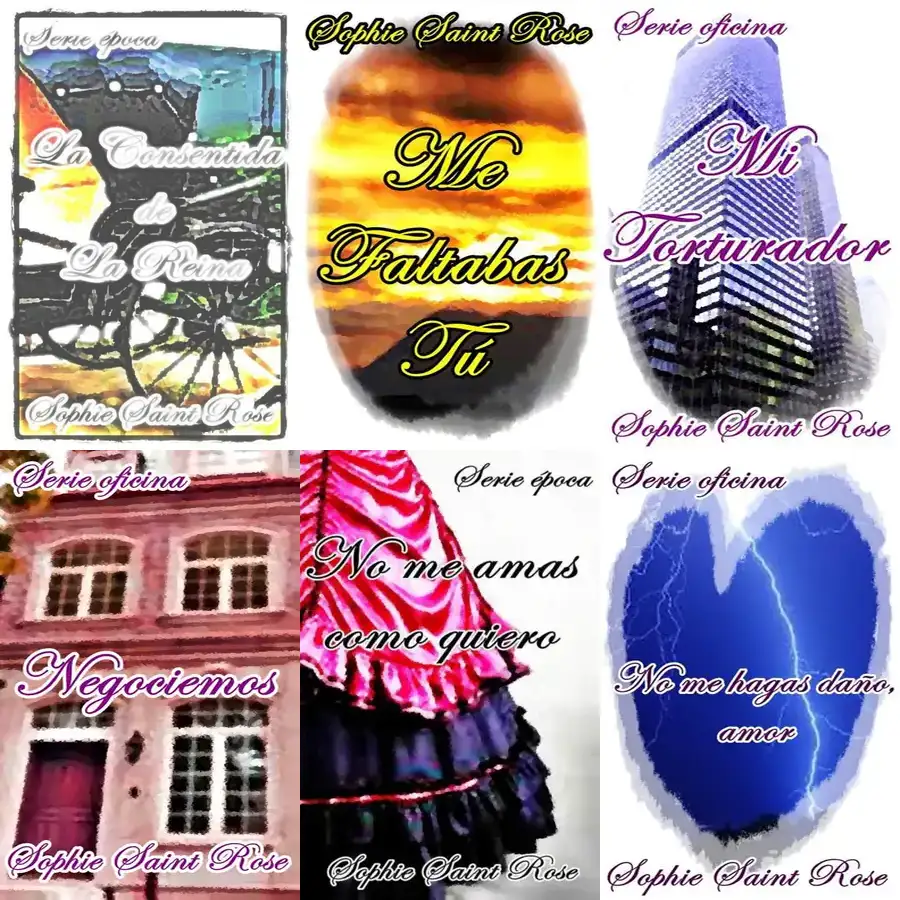 Serie época
La Consentida
de
La Reina
Sophie Saint Rose
Sophie Saint Rose
Me
Faltabas
Tú
Serie oficina
Mi
Torturador
Sophie Saint Rose
Serie oficina
Negociemos
Sophie Saint Rose
Serie época
No me amas
como quiero
Sophie Saint Rose
Serie oficina
No me hagas daño,
amor
Sophie Saint Rose